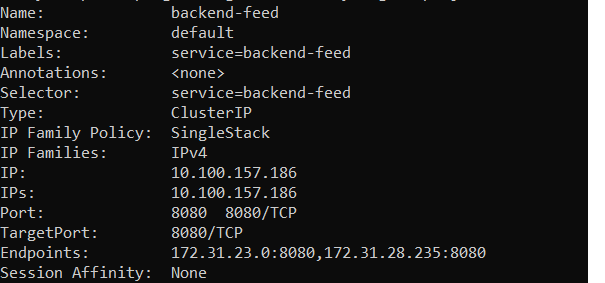 Name: backend-feed
Namespace: default
Labels: service=backend-feed
Annotations: <none>
Selector: service=backend-feed
Type: ClusterIP
IP Family Policy: SingleStack
IP Families: IPv4
IP: 10.100.157.186
IPs: 10.100.157.186
Port: 8080 8080/TCP
TargetPort: 8080/TCP
Endpoints: 172.31.23.0:8080,172.31.28.235:8080
Session Affinity: None